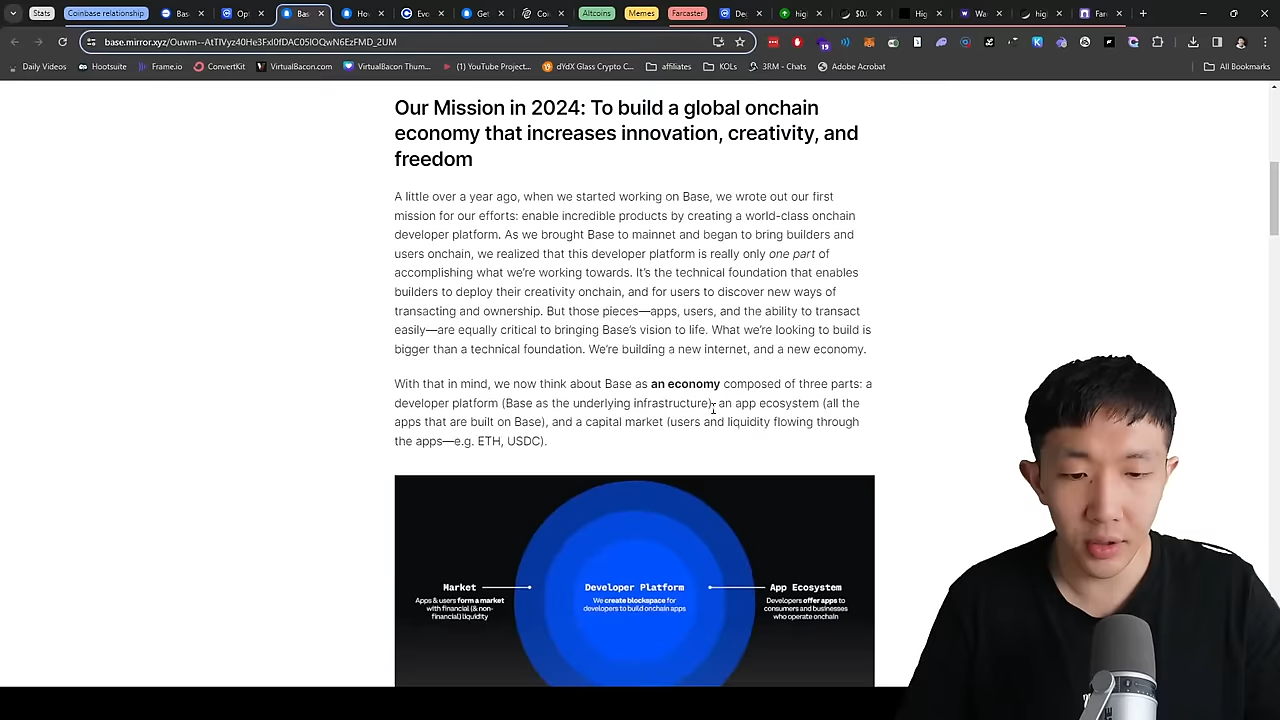 Stats
Coinbase relationship
Bas
Op
Bas
Ho
Ev
Get
Co
Altcoins
Memes
Farcaster
De
hig
$0.
Hig
Wa
hig
Far
base.mirror.xyz/Ouwm--AtTIVyz40He3Fxl0fDAC05lOQwN6EzFMD_2UM
Daily Videos
Hootsuite
Frame.io
ConvertKit
VirtualBacon.com
VirtualBacon Thum...
(1) YouTube Project...
dYdX Glass Crypto C...
affiliates
KOLs
3RM - Chats
Adobe Acrobat
All Bookmarks
Our Mission in 2024: To build a global onchain
economy that increases innovation, creativity, and
freedom
A little over a year ago, when we started working on Base, we wrote out our first
mission for our efforts: enable incredible products by creating a world-class onchain
developer platform. As we brought Base to mainnet and began to bring builders and
users onchain, we realized that this developer platform is really only one part of
accomplishing what we're working towards. It's the technical foundation that enables
builders to deploy their creativity onchain, and for users to discover new ways of
transacting and ownership. But those pieces—apps, users, and the ability to transact
easily—are equally critical to bringing Base's vision to life. What we're looking to build is
bigger than a technical foundation. We're building a new internet, and a new economy.
With that in mind, we now think about Base as an economy composed of three parts: a
developer platform (Base as the underlying infrastructure), an app ecosystem (all the
apps that are built on Base), and a capital market (users and liquidity flowing through
the apps—e.g. ETH, USDC).
Market
Apps & users form a market
with financial (& non-
financial) liquidity
Developer Platform
We create blockspace for
developers to build onchain apps
App Ecosystem
Developers offer apps to
consumers and businesses
who operate onchain